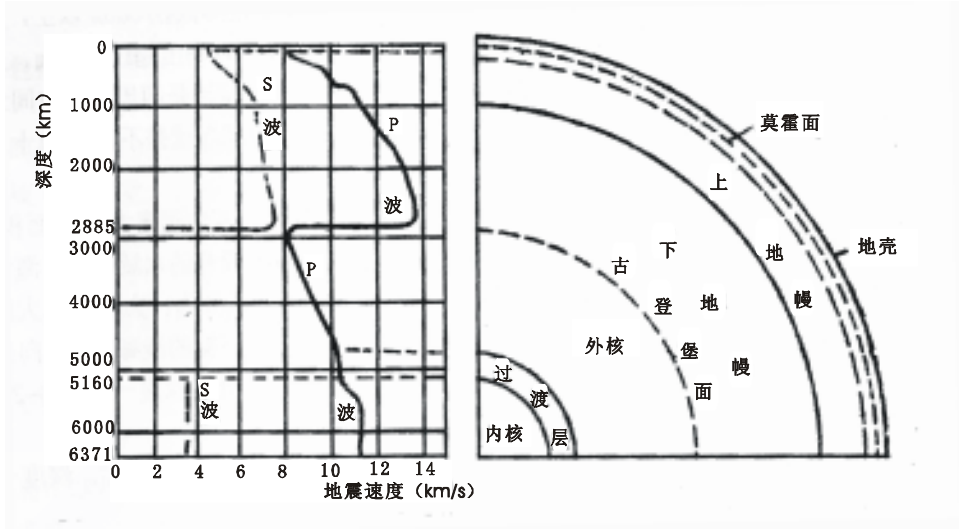 深度 (km)
0
1000
2000
2885
3000
4000
5000
5160
6000
6371
0 2 4 6 8 10 12 14
地震速度 (km/s)
S
波
P
波
P
波
S
波
莫霍面
地壳
上
地
幔
下
地
幔
古
登
堡
面
外核
过
渡
层
内核